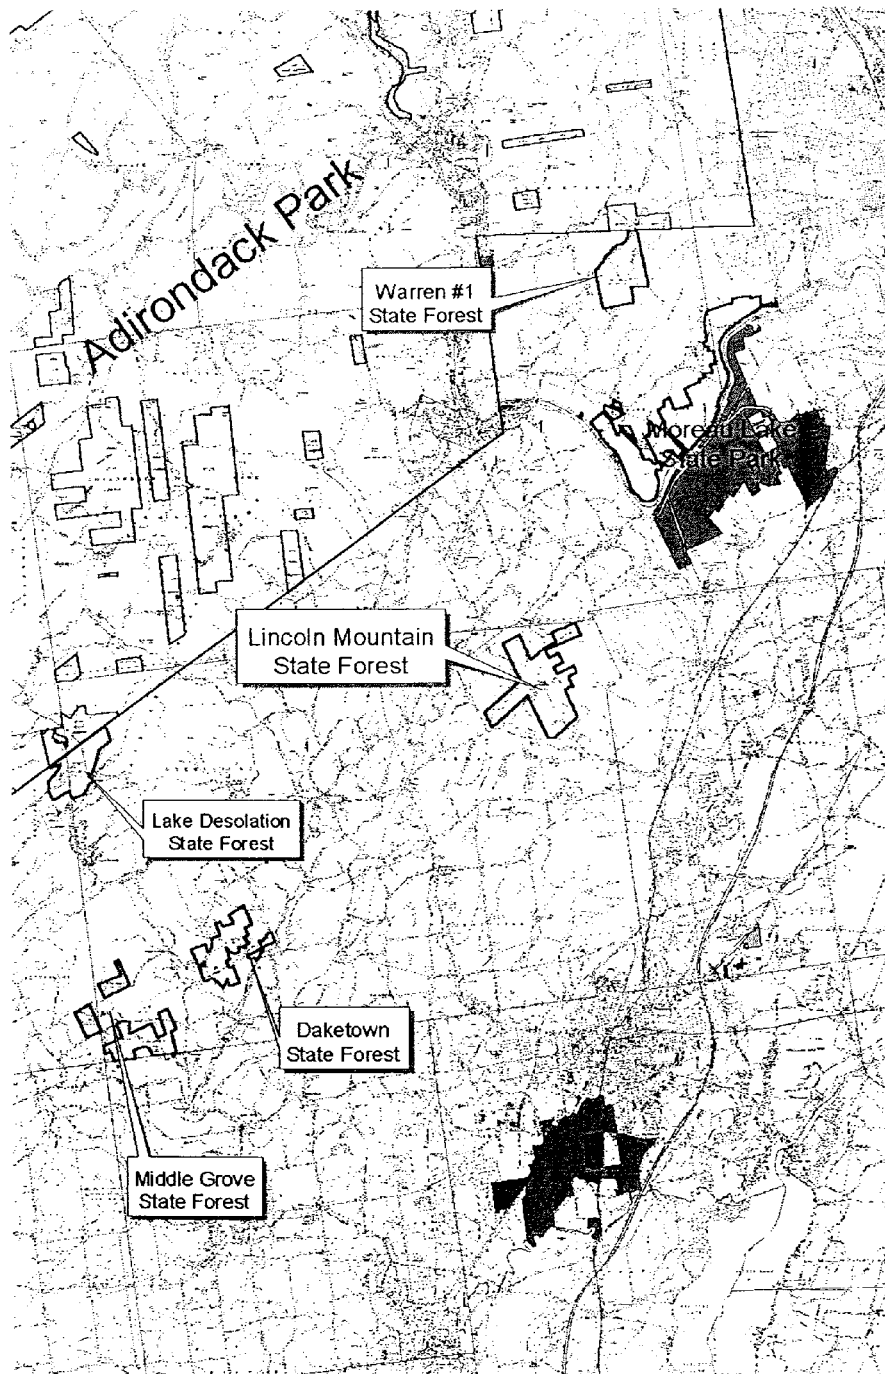 Adirondack Park
Warren #1
State Forest
Moreau Lake
State Park
Lincoln Mountain
State Forest
Lake Desolation
State Forest
Daketown
State Forest
Middle Grove
State Forest